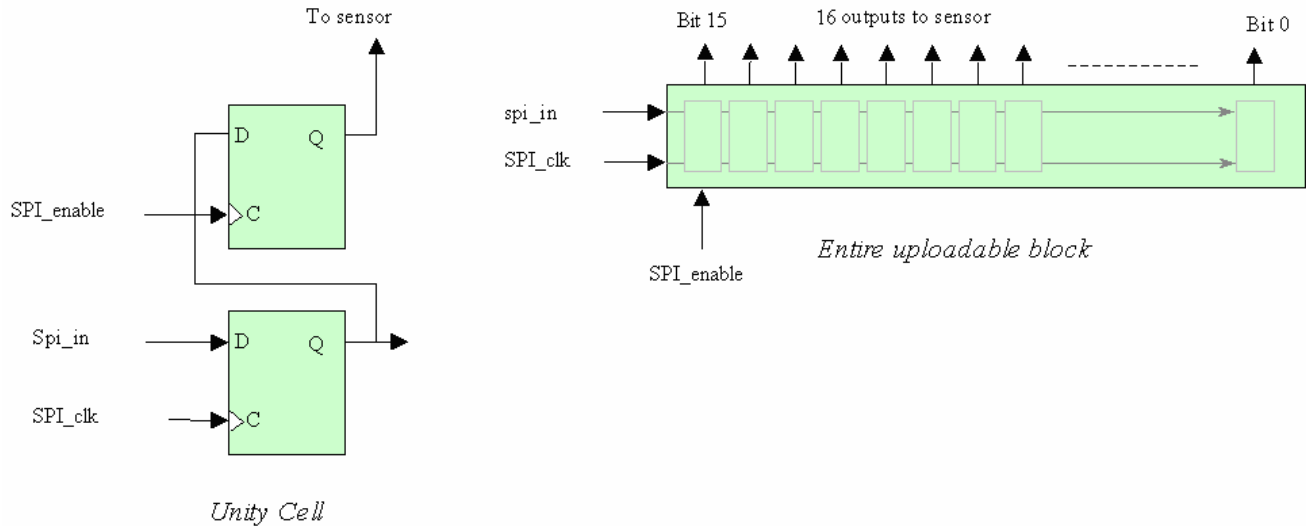 To sensor
D
Q
SPI_enable
C
Spi_in
D
Q
SPI_clk
C
Unity Cell
Bit 15
16 outputs to sensor
Bit 0
spi_in
SPI_clk
SPI_enable
Entire uploadable block